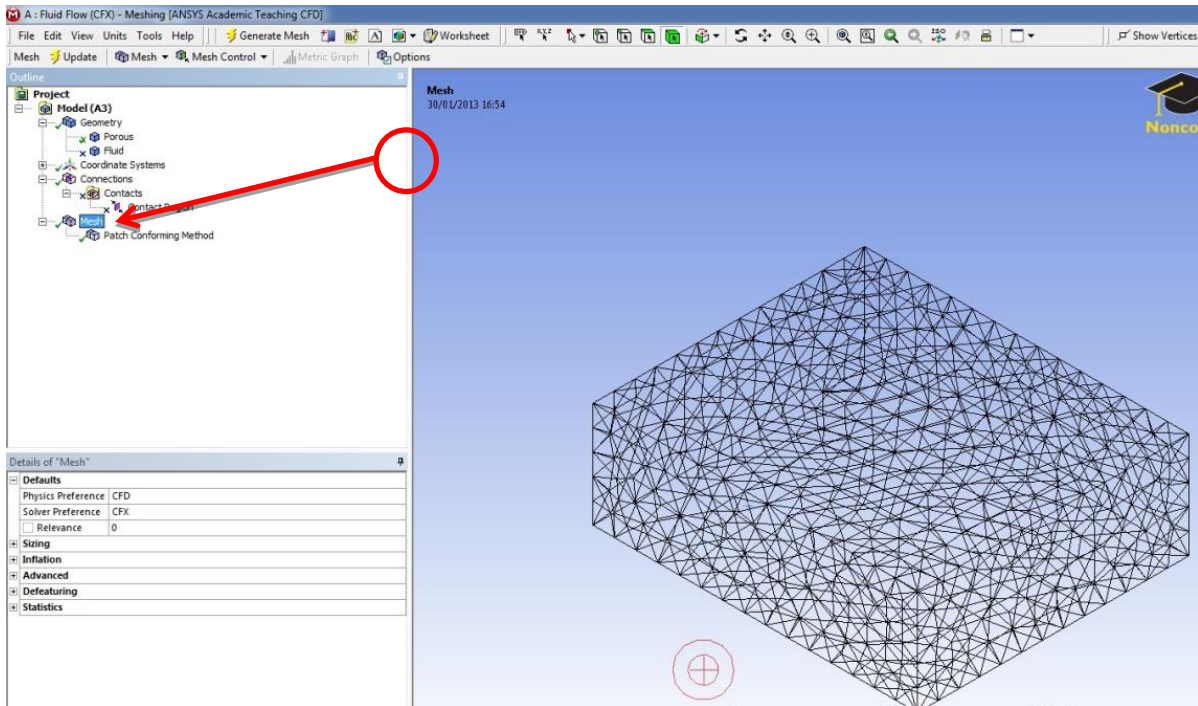 A : Fluid Flow (CFX) - Meshing [ANSYS Academic Teaching CFD]
File Edit View Units Tools Help Generate Mesh Worksheet Show Vertices
Mesh Update Mesh Mesh Control Metric Graph Options
Outline
Project
Model (A3)
Geometry
Porous
Fluid
Coordinate Systems
Connections
Contacts
Contact Region
Mesh
Patch Conforming Method
Details of "Mesh"
Defaults
Physics Preference CFD
Solver Preference CFX
Relevance 0
Sizing
Inflation
Advanced
Defeaturing
Statistics
Mesh
30/01/2013 16:54
Nonco